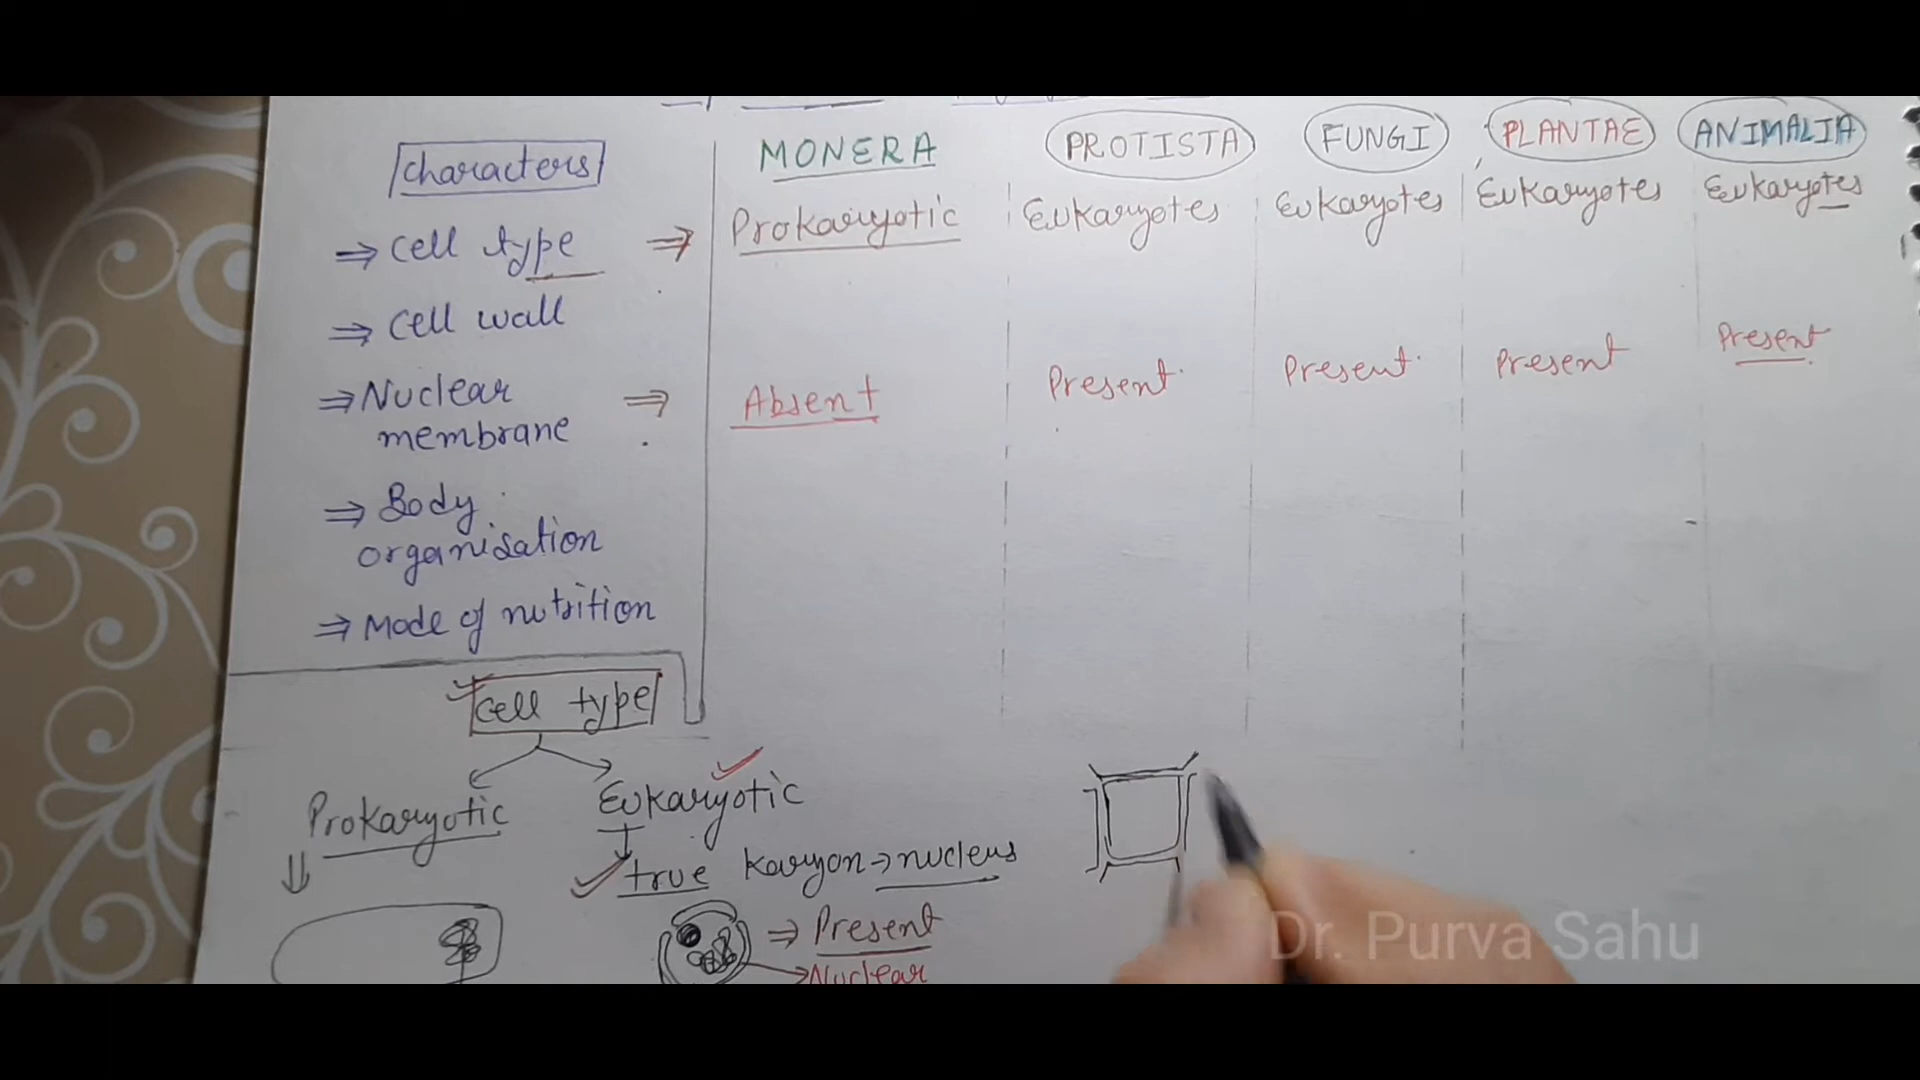 characters
MONERA
PROTISTA
FUNGI
PLANTAE
ANIMALIA
⇒ cell type ⇒
Prokaryotic
Eukaryotes
Eukaryotes
Eukaryotes
Eukaryotes
⇒ cell wall
⇒ Nuclear
membrane ⇒
Absent
Present
Present
Present
Present
⇒ Body
organisation
⇒ Mode of nutrition
cell type
Prokaryotic
Eukaryotic
true karyon → nucleus
⇒ Present
Nuclear
Dr. Purva Sahu